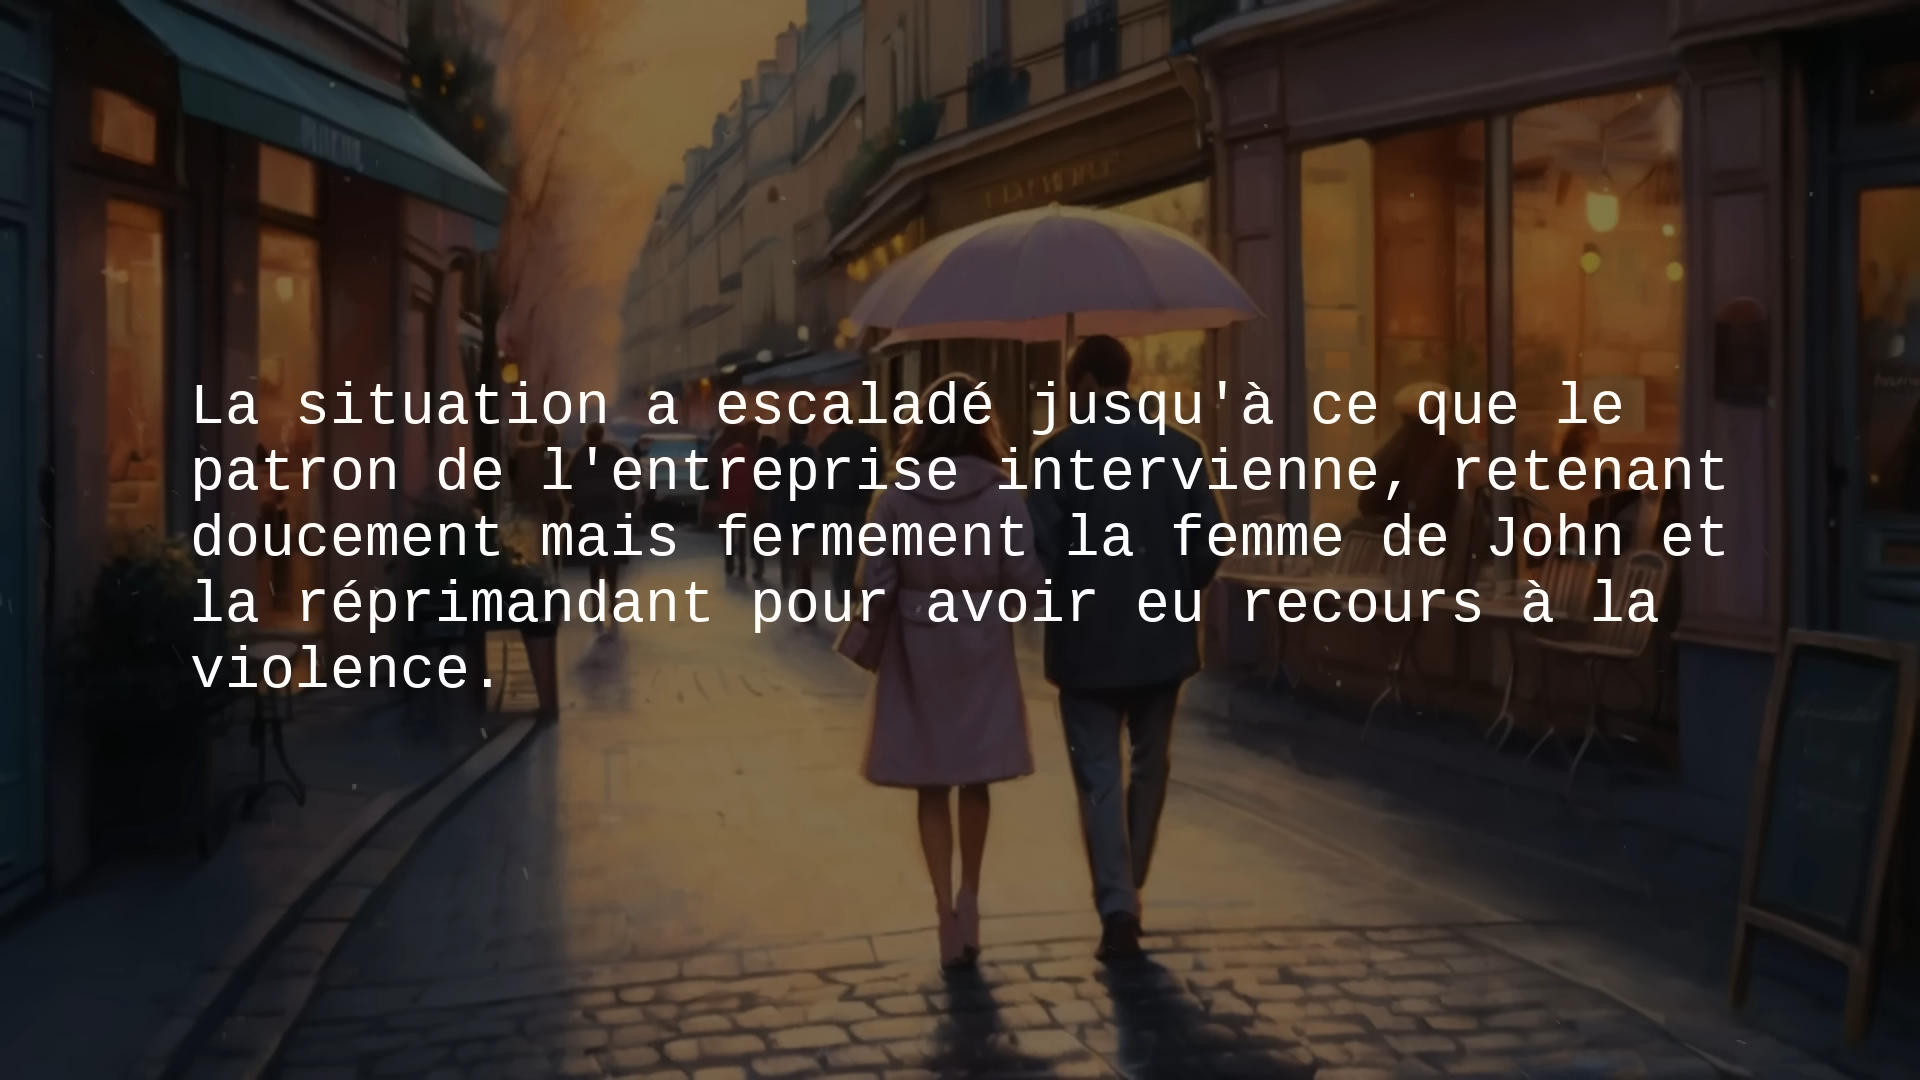 La situation a escaladé jusqu'à ce que le
patron de l'entreprise intervienne, retenant
doucement mais fermement la femme de John et
la réprimandant pour avoir eu recours à la
violence.